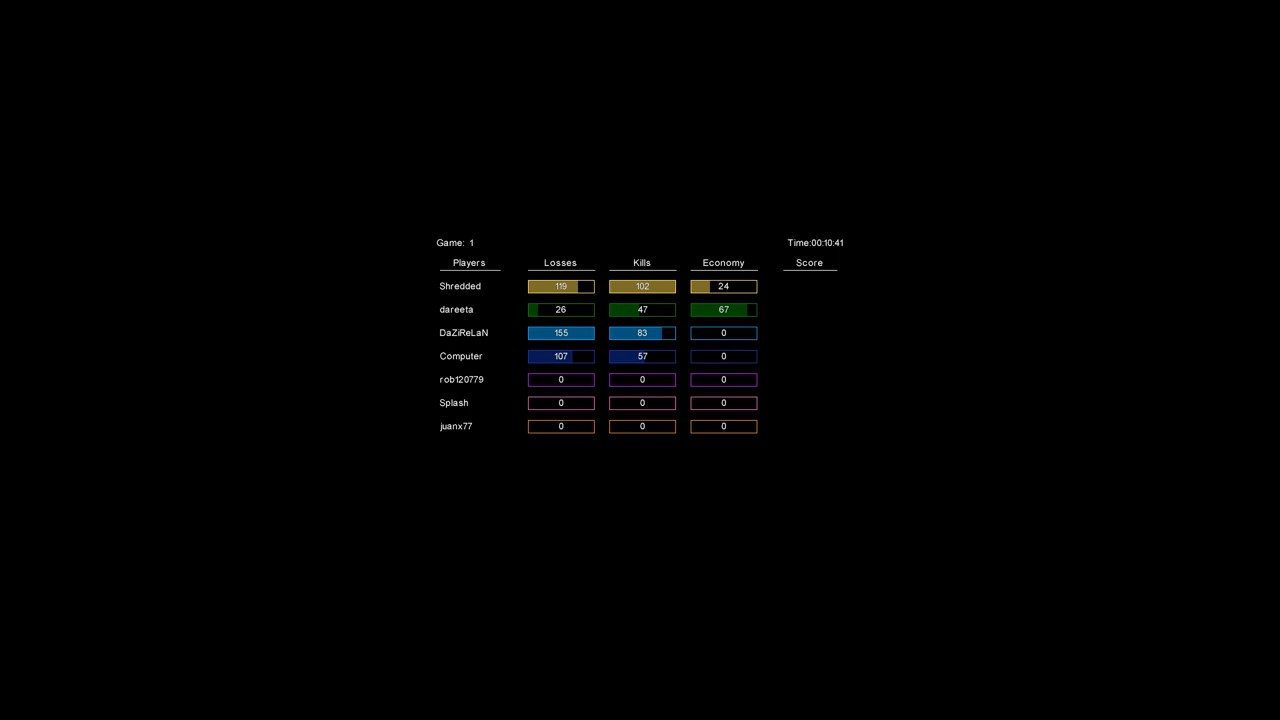 Game: 1 Time:00:10:41
Players Losses Kills Economy Score
Shredded 119 102 24
dareeta 26 47 67
DaZiReLaN 155 83 0
Computer 107 57 0
rob120779 0 0 0
Splash 0 0 0
juanx77 0 0 0